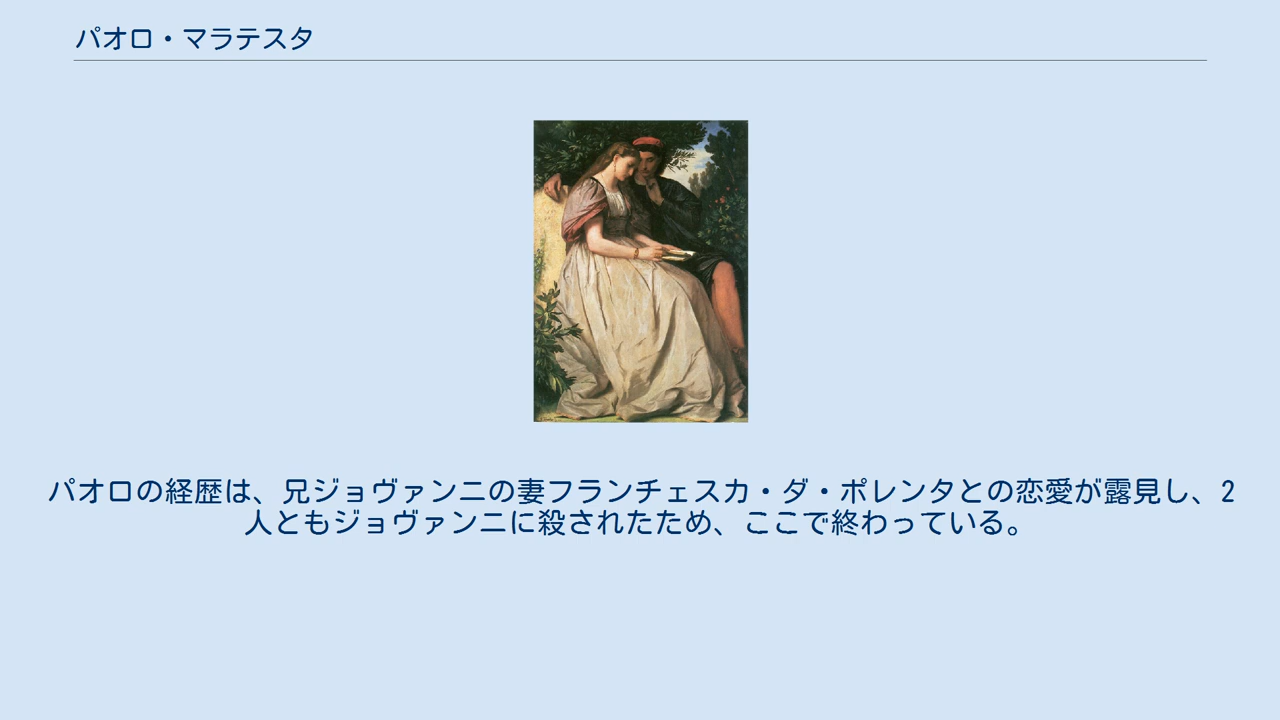 パオロ・マラテスタ
パオロの経歴は、兄ジョヴァンニの妻フランチェスカ・ダ・ポレンタとの恋愛が露見し、2
人ともジョヴァンニに殺されたため、ここで終わっている。